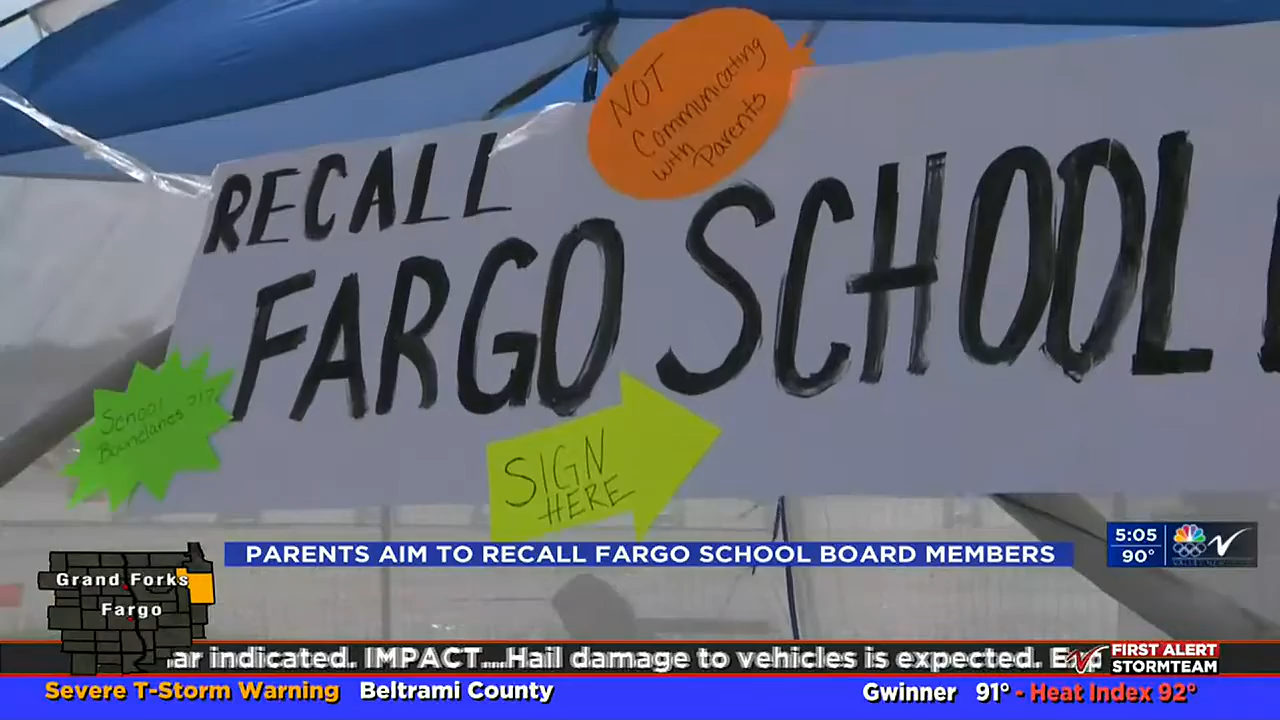 NOT
Communicating
with Parents
RECALL
FARGO SCHOOL
School
Boundaries
SIGN
HERE
PARENTS AIM TO RECALL FARGO SCHOOL BOARD MEMBERS
5:05
90°
Grand Forks
Fargo
ar indicated. IMPACT...Hail damage to vehicles is expected.
FIRST ALERT
STORMTEAM
Severe T-Storm Warning Beltrami County
Gwinner 91° - Heat Index 92°